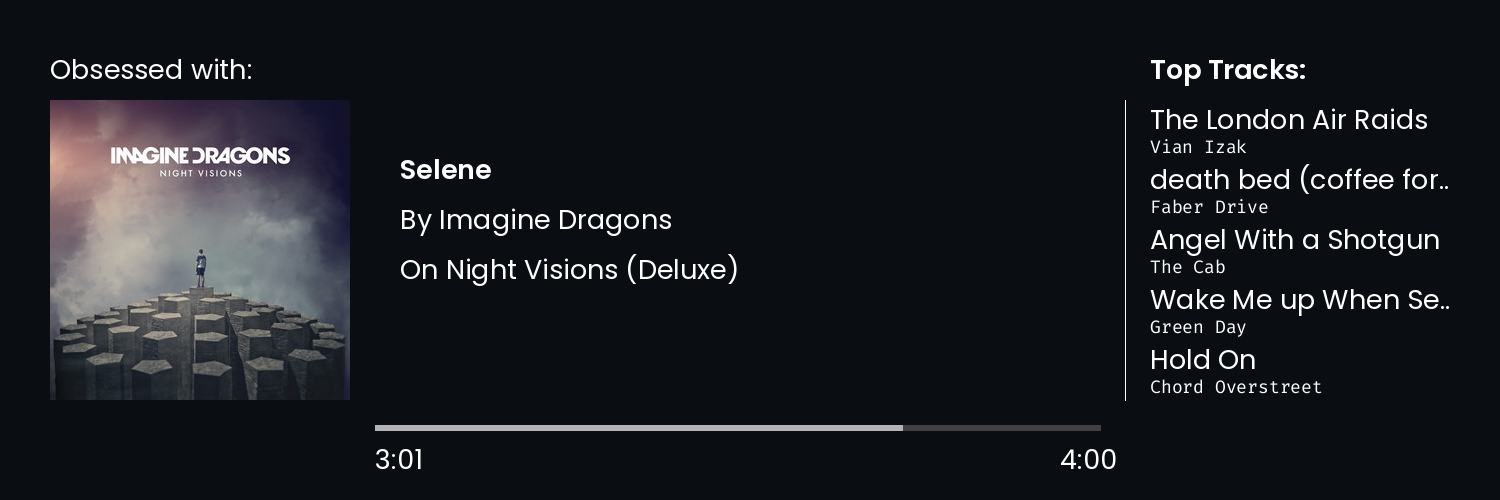 Obsessed with:
IMAGINE DRAGONS
NIGHT VISIONS
Selene
By Imagine Dragons
On Night Visions (Deluxe)
3:01
4:00
Top Tracks:
The London Air Raids
Vian Izak
death bed (coffee for..
Faber Drive
Angel With a Shotgun
The Cab
Wake Me up When Se..
Green Day
Hold On
Chord Overstreet